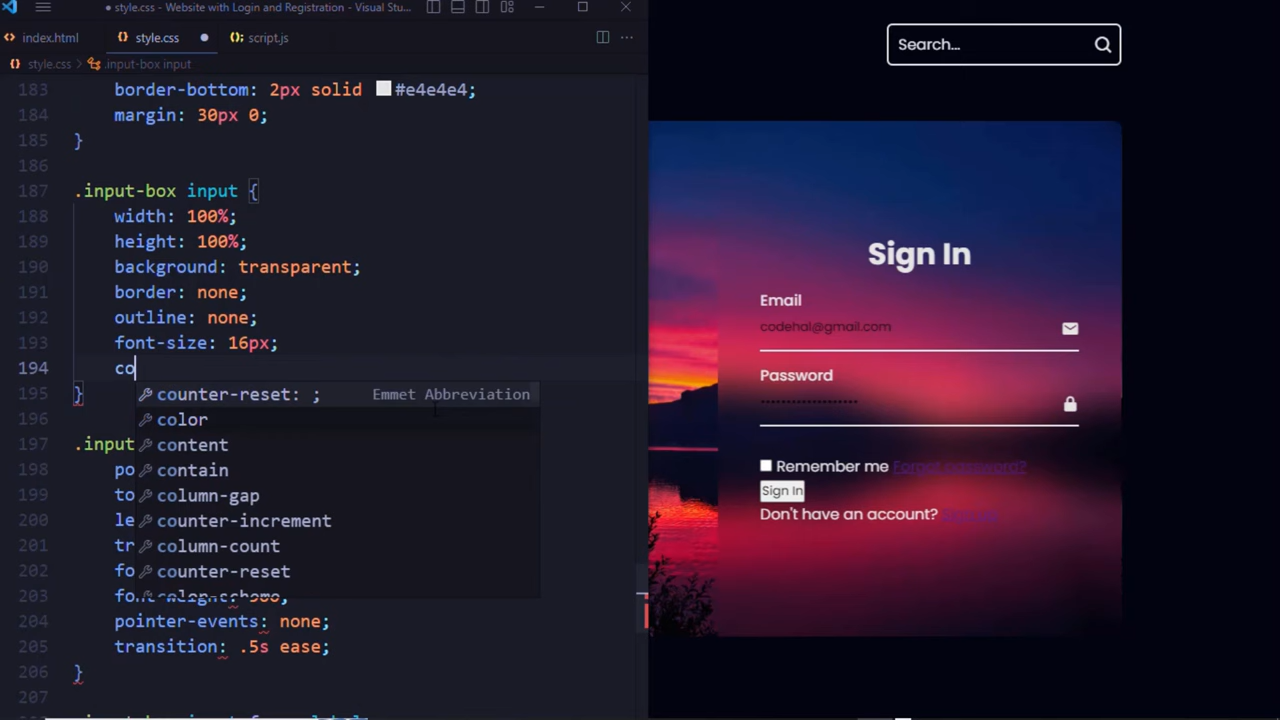 ● style.css - Website with Login and Registration - Visual Stu...
index.html
style.css ●
script.js
style.css > .input-box input
183 border-bottom: 2px solid #e4e4e4;
184 margin: 30px 0;
185 }
186
187 .input-box input {
188 width: 100%;
189 height: 100%;
190 background: transparent;
191 border: none;
192 outline: none;
193 font-size: 16px;
194 co
195 }
196
197 .input
198 po
199 to
200 le
201 tr
202 fo
203
204 pointer-events: none;
205 transition: .5s ease;
206 }
207
counter-reset: ; Emmet Abbreviation
color
content
contain
column-gap
counter-increment
column-count
counter-reset
Search...
Sign In
Email
codehal@gmail.com
Password
Remember me Forgot password?
Sign In
Don't have an account?